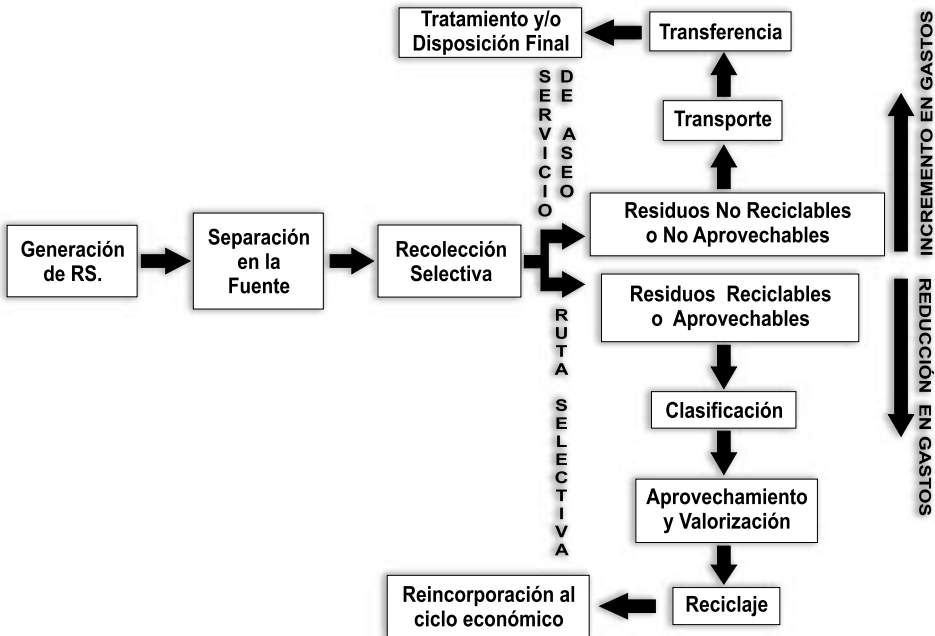 Tratamiento y/o
Disposición Final
Transferencia
Transporte
SERVICIO
DE ASEO
Residuos No Reciclables
o No Aprovechables
INCREMENTO EN GASTOS
Generación
de RS.
Separación
en la
Fuente
Recolección
Selectiva
Residuos Reciclables
o Aprovechables
RUTA SELECTIVA
Clasificación
Aprovechamiento
y Valorización
REDUCCIÓN EN GASTOS
Reciclaje
Reincorporación al
ciclo económico